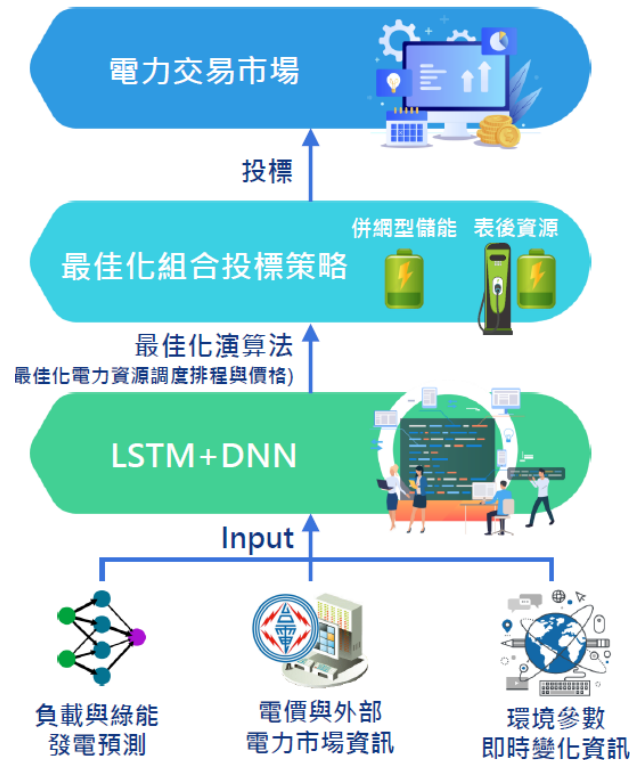 電力交易市場
投標
併網型儲能 表後資源
最佳化組合投標策略
最佳化演算法
最佳化電力資源調度排程與價格)
LSTM+DNN
Input
負載與綠能
發電預測
電價與外部
電力市場資訊
環境參數
即時變化資訊